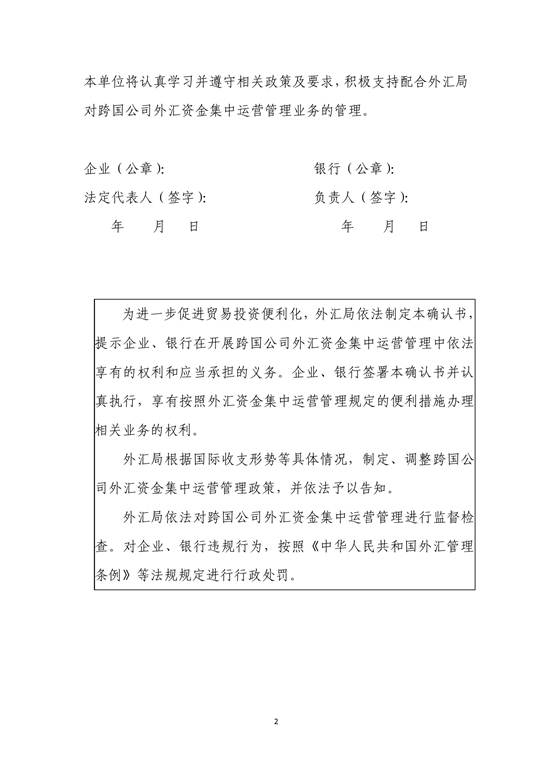 本单位将认真学习并遵守相关政策及要求，积极支持配合外汇局
对跨国公司外汇资金集中运营管理业务的管理。
企业（公章）：　　　　银行（公章）：
法定代表人（签字）：　　　　负责人（签字）：
年　月　日　　　　年　月　日
为进一步促进贸易投资便利化，外汇局依法制定本确认书，
提示企业、银行在开展跨国公司外汇资金集中运营管理中依法
享有的权利和应当承担的义务。企业、银行签署本确认书并认
真执行，享有按照外汇资金集中运营管理规定的便利措施办理
相关业务的权利。
外汇局根据国际收支形势等具体情况，制定、调整跨国公
司外汇资金集中运营管理政策，并依法予以告知。
外汇局依法对跨国公司外汇资金集中运营管理进行监督检
查。对企业、银行违规行为，按照《中华人民共和国外汇管理
条例》等法规规定进行行政处罚。
2